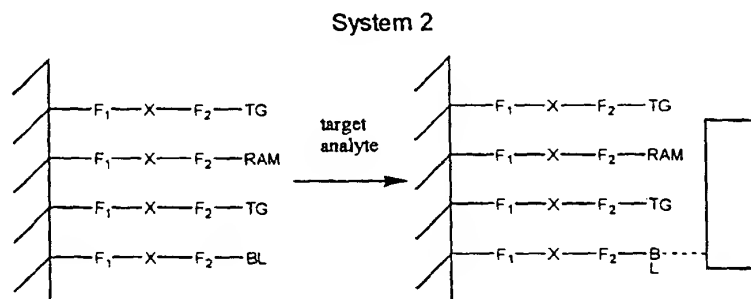 System 2
F₁—X—F₂—TG
F₁—X—F₂—RAM
F₁—X—F₂—TG
F₁—X—F₂—BL
target
analyte
F₁—X—F₂—TG
F₁—X—F₂—RAM
F₁—X—F₂—TG
F₁—X—F₂—B
L